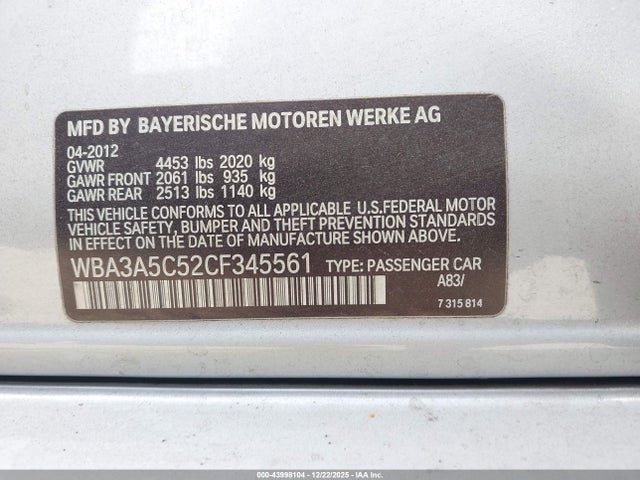 MFD BY BAYERISCHE MOTOREN WERKE AG
04-2012
GVWR 4453 lbs 2020 kg
GAWR FRONT 2061 lbs 935 kg
GAWR REAR 2513 lbs 1140 kg
THIS VEHICLE CONFORMS TO ALL APPLICABLE U.S.FEDERAL MOTOR
VEHICLE SAFETY, BUMPER AND THEFT PREVENTION STANDARDS
IN EFFECT ON THE DATE OF MANUFACTURE SHOWN ABOVE.
WBA3A5C52CF345561 TYPE: PASSENGER CAR
A83/
7 315 814
000-43998104 - 12/22/2025 - IAAI.COM